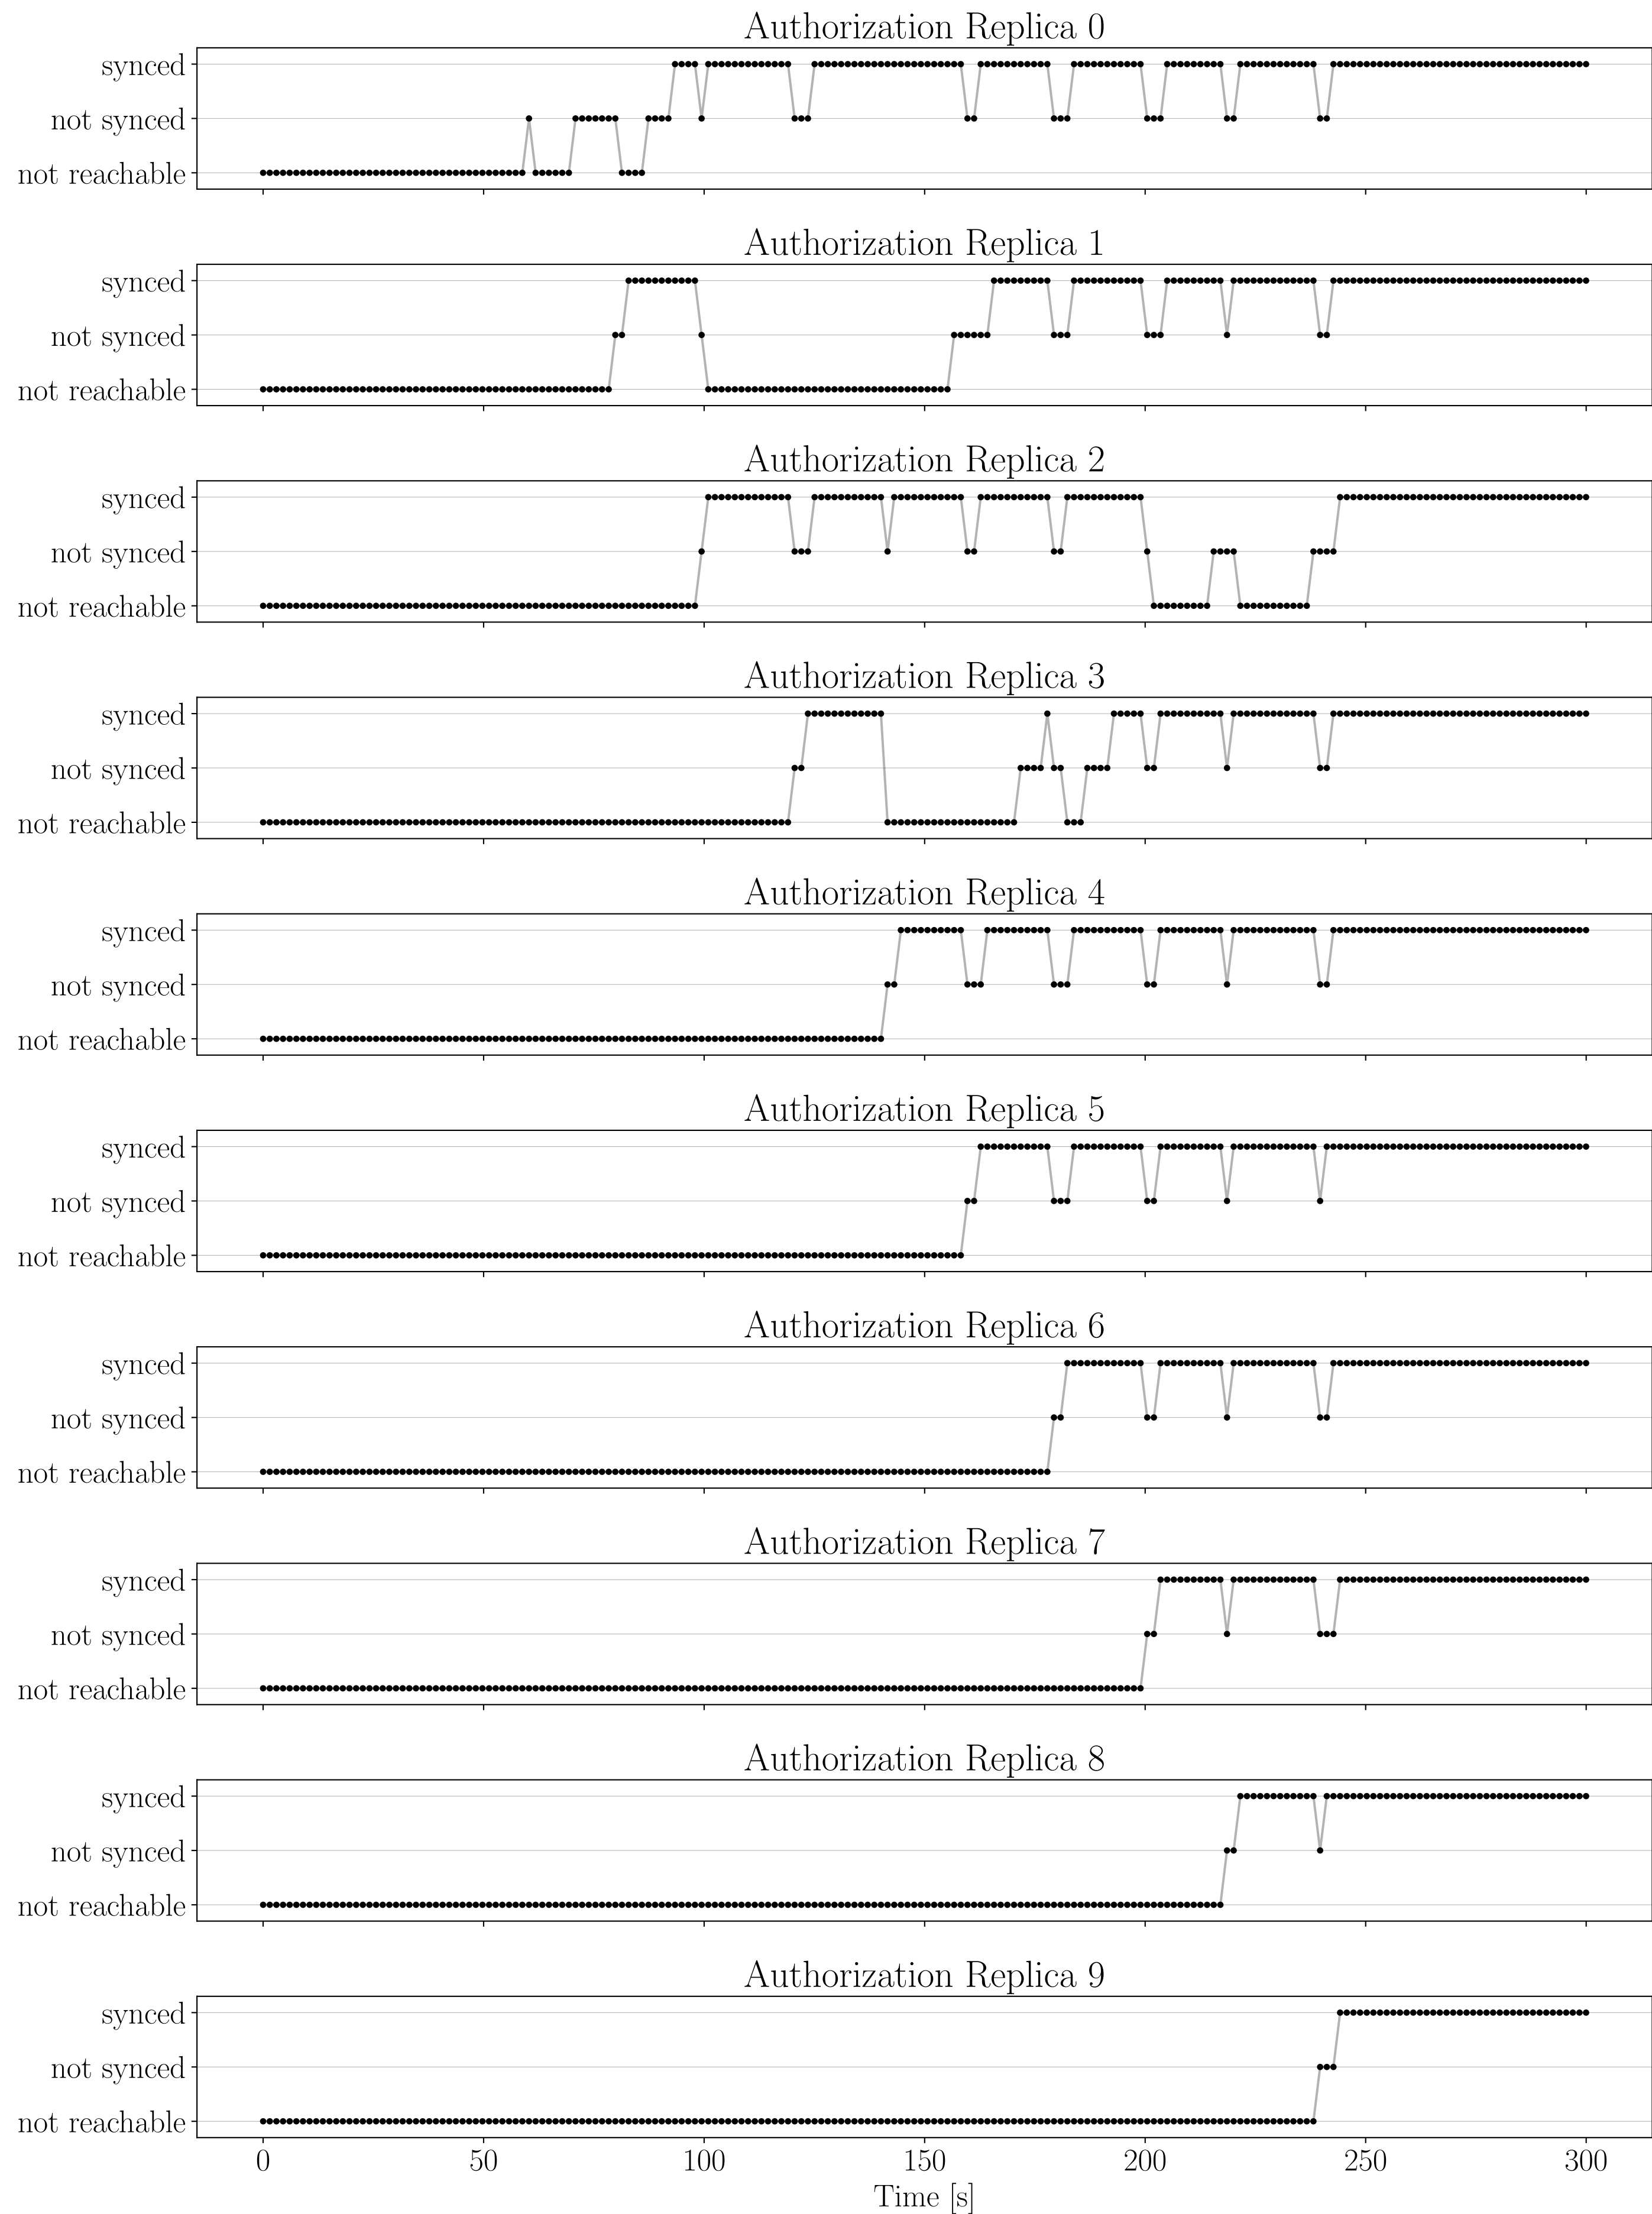 Authorization Replica 0
synced
not synced
not reachable
Authorization Replica 1
synced
not synced
not reachable
Authorization Replica 2
synced
not synced
not reachable
Authorization Replica 3
synced
not synced
not reachable
Authorization Replica 4
synced
not synced
not reachable
Authorization Replica 5
synced
not synced
not reachable
Authorization Replica 6
synced
not synced
not reachable
Authorization Replica 7
synced
not synced
not reachable
Authorization Replica 8
synced
not synced
not reachable
Authorization Replica 9
synced
not synced
not reachable
0 50 100 150 200 250 300
Time [s]